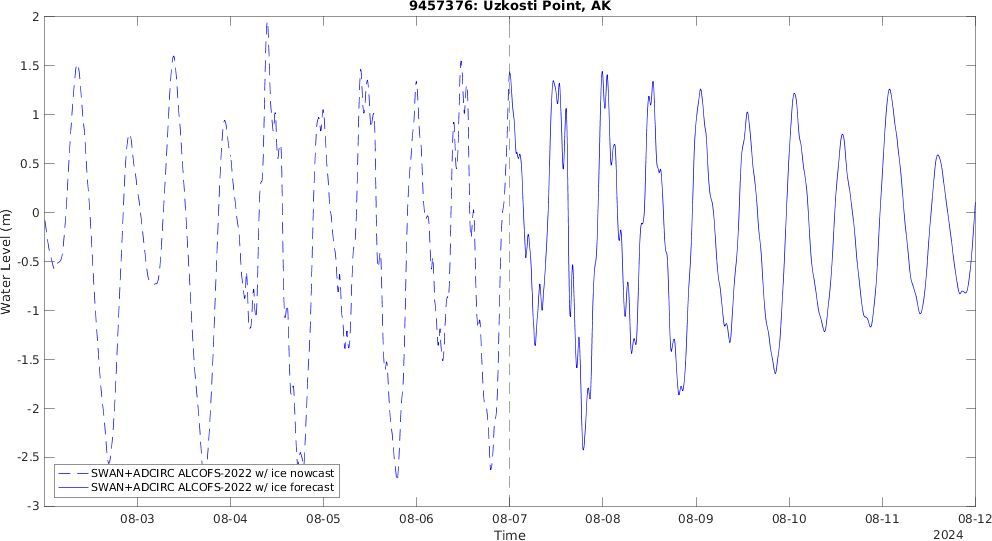 9457376: Uzkosti Point, AK
2
1.5
1
0.5
0
-0.5
-1
-1.5
-2
-2.5
-3
Water Level (m)
SWAN+ADCIRC ALCOFS-2022 w/ ice nowcast
SWAN+ADCIRC ALCOFS-2022 w/ ice forecast
08-03 08-04 08-05 08-06 08-07 08-08 08-09 08-10 08-11 08-12
Time
2024